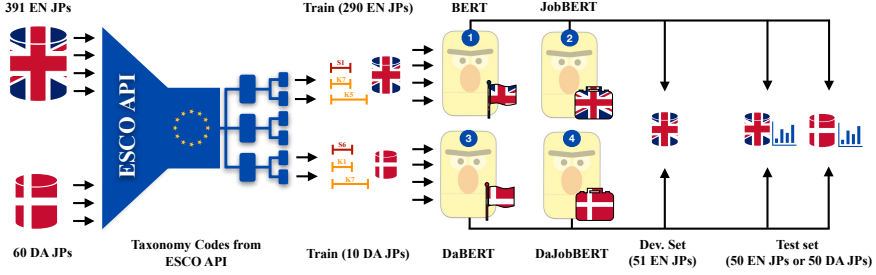 391 EN JPs
Train (290 EN JPs)
BERT
JobBERT
1
2
S1
K7
K5
ESCO API
3
4
S6
K1
K7
60 DA JPs
Taxonomy Codes from
ESCO API
Train (10 DA JPs)
DaBERT
DaJobBERT
Dev. Set
(51 EN JPs)
Test set
(50 EN JPs or 50 DA JPs)